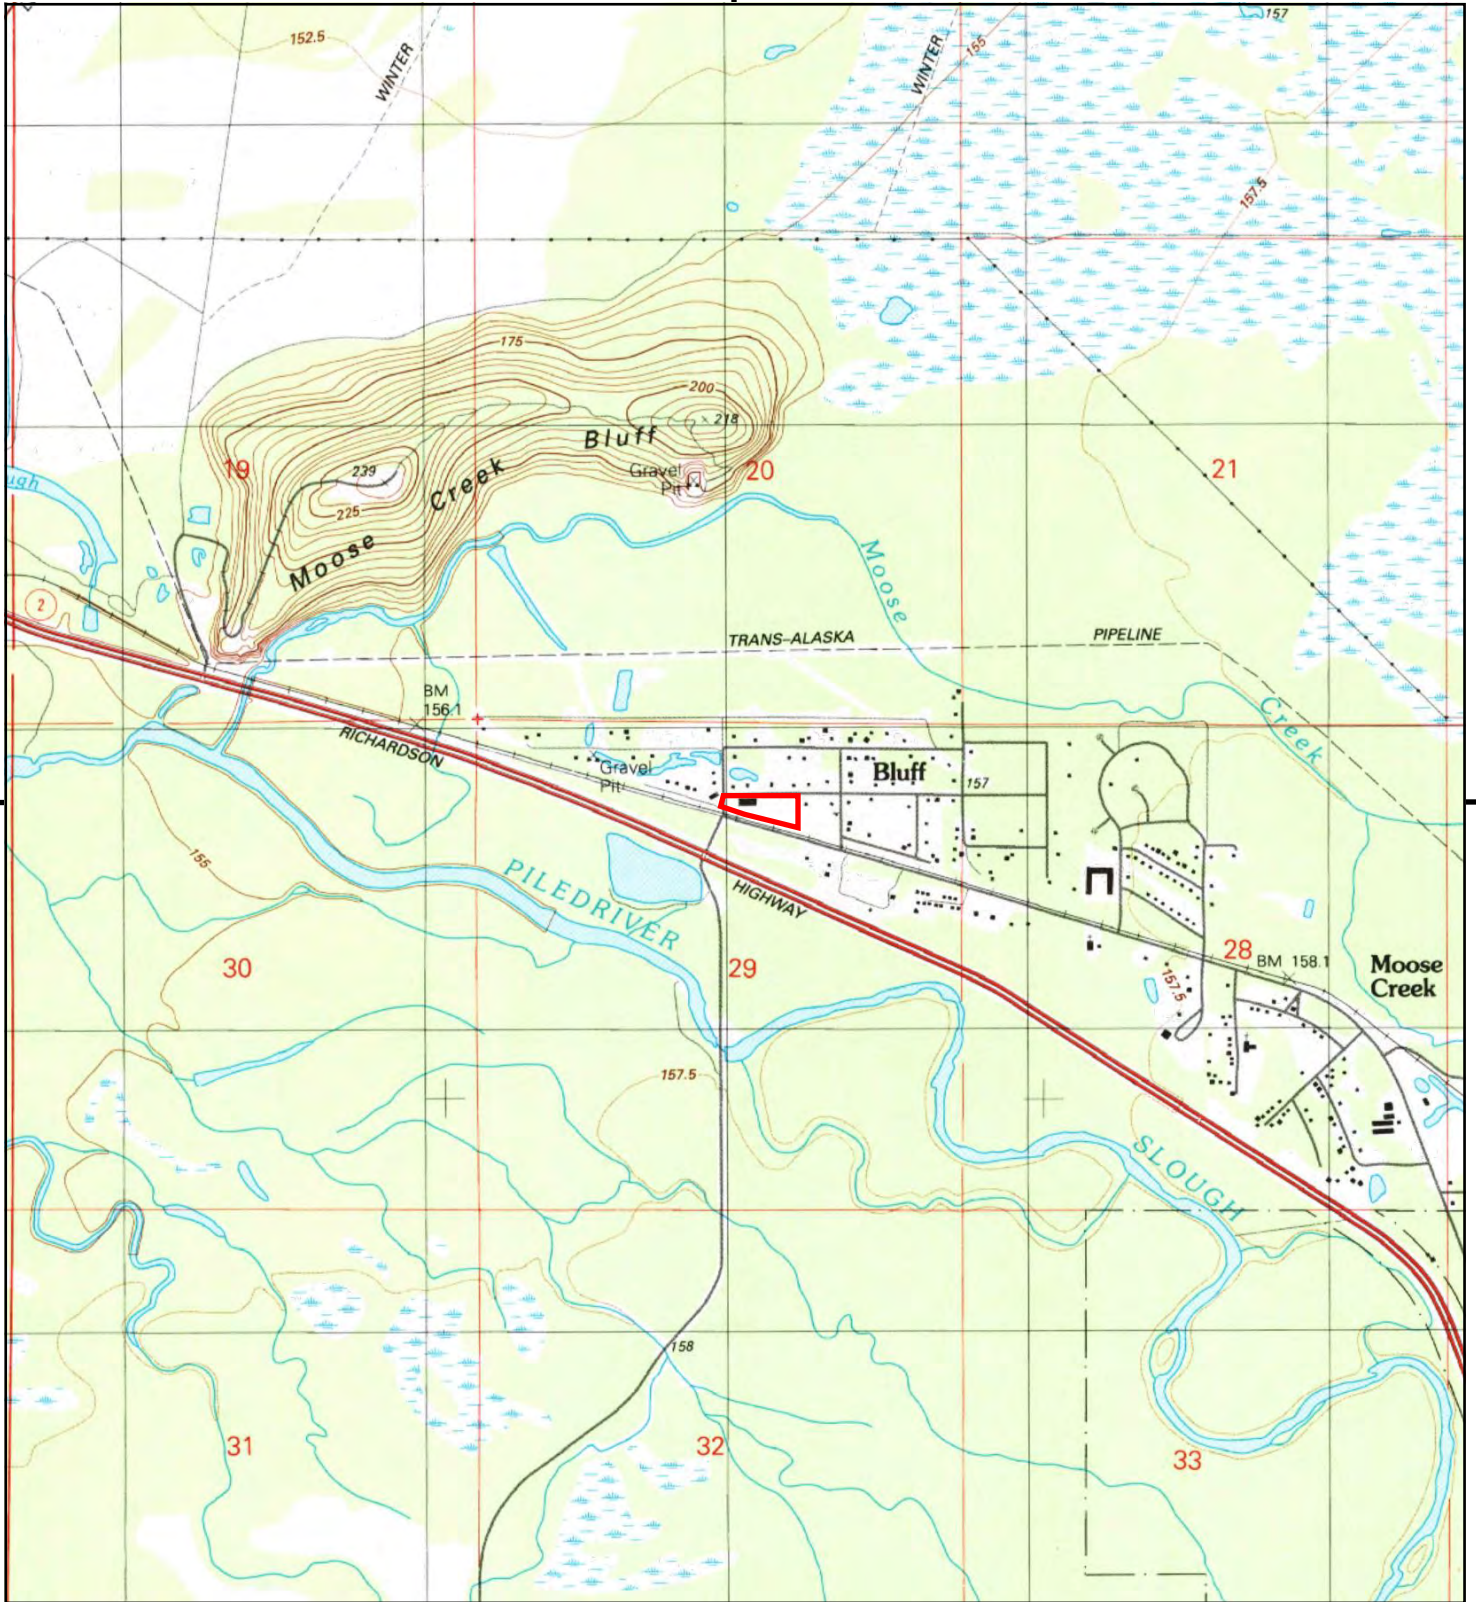 157
152.5
WINTER
WINTER
155
157.5
175
200
218
Bluff
19
239
Creek
Gravel
Pit
20
21
ugh
225
Moose
Moose
2
TRANS-ALASKA
PIPELINE
BM
156.1
Creek
RICHARDSON
Gravel
Pit
Bluff
157
155
PILEDRIVER
HIGHWAY
30
29
28
BM 158.1
Moose
Creek
157.5
157.5
SLOUGH
158
31
32
33